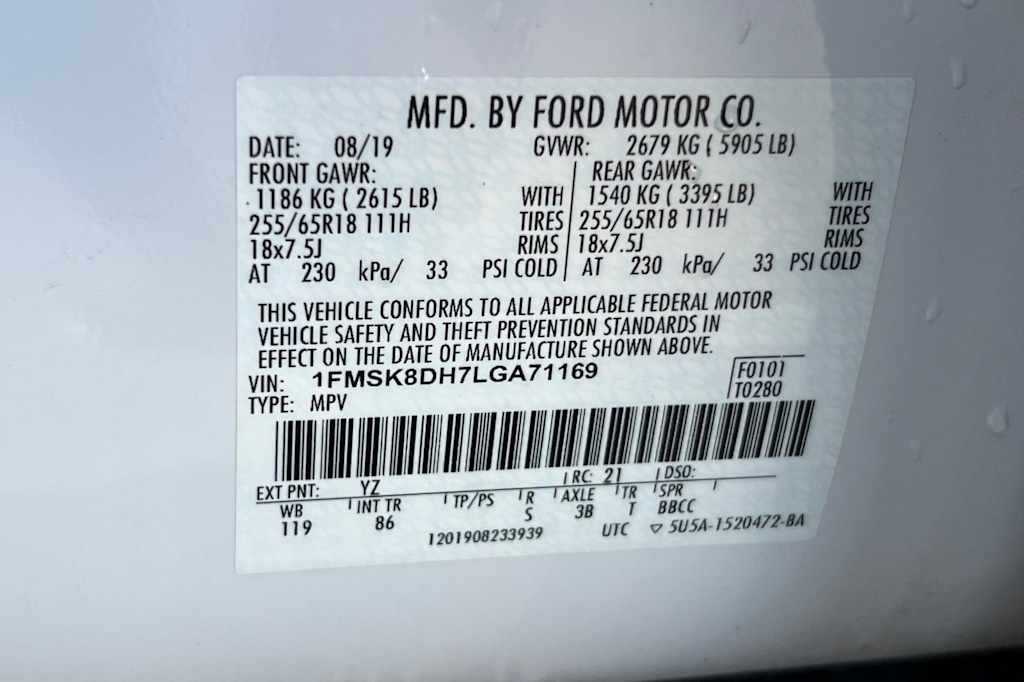 MFD. BY FORD MOTOR CO.
DATE: 08/19 GVWR: 2679 KG ( 5905 LB)
FRONT GAWR: REAR GAWR:
1186 KG ( 2615 LB) WITH 1540 KG ( 3395 LB) WITH
255/65R18 111H TIRES 255/65R18 111H TIRES
18x7.5J RIMS 18x7.5J RIMS
AT 230 kPa/ 33 PSI COLD AT 230 kPa/ 33 PSI COLD
THIS VEHICLE CONFORMS TO ALL APPLICABLE FEDERAL MOTOR
VEHICLE SAFETY AND THEFT PREVENTION STANDARDS IN
EFFECT ON THE DATE OF MANUFACTURE SHOWN ABOVE.
VIN: 1FMSK8DH7LGA71169 F0101
TYPE: MPV T0280
EXT PNT: YZ RC: 21 DSO:
WB INT TR TP/PS R AXLE TR SPR
119 86 S 3B T BBCC
1201908233939 UTC ▽ 5U5A-1520472-BA